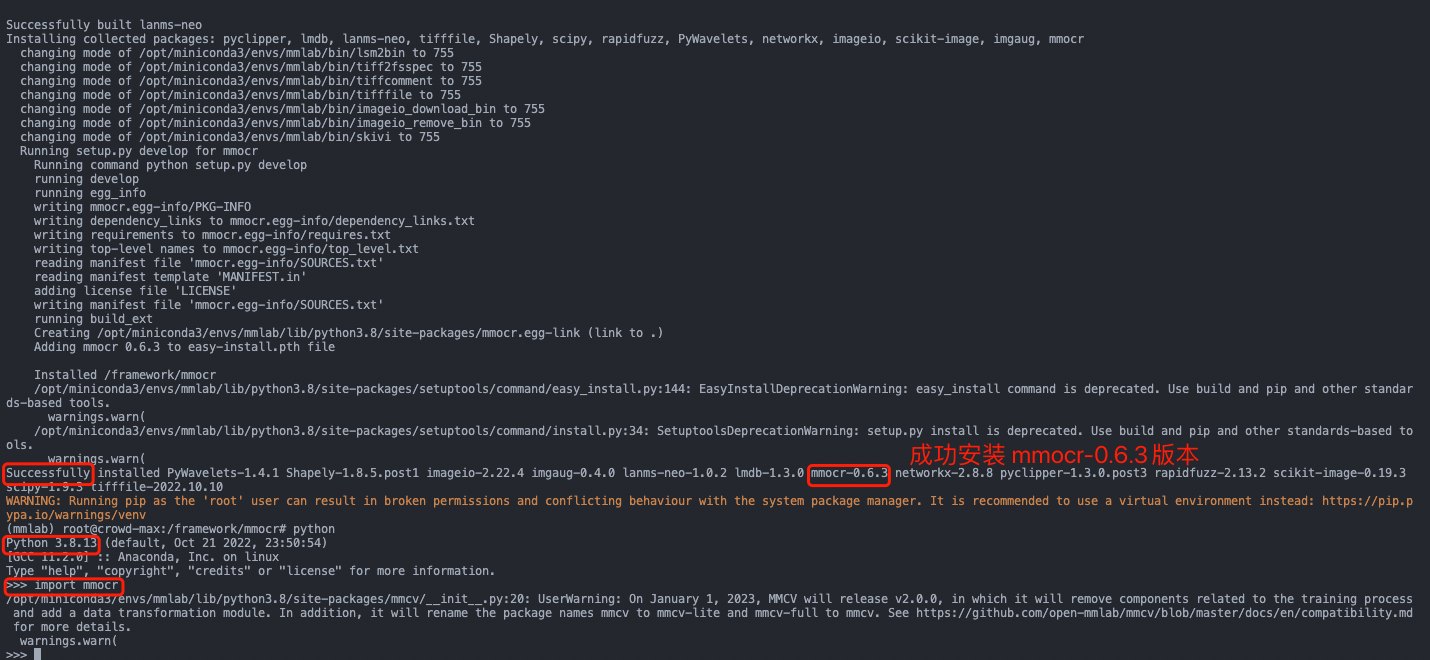 Successfully built lanms-neo
Installing collected packages: pyclipper, lmdb, lanms-neo, tifffile, Shapely, scipy, rapidfuzz, PyWavelets, networkx, imageio, scikit-image, imgaug, mmocr
changing mode of /opt/miniconda3/envs/mmlab/bin/lsm2bin to 755
changing mode of /opt/miniconda3/envs/mmlab/bin/tiff2fsspec to 755
changing mode of /opt/miniconda3/envs/mmlab/bin/tiffcomment to 755
changing mode of /opt/miniconda3/envs/mmlab/bin/tifffile to 755
changing mode of /opt/miniconda3/envs/mmlab/bin/imageio_download_bin to 755
changing mode of /opt/miniconda3/envs/mmlab/bin/imageio_remove_bin to 755
changing mode of /opt/miniconda3/envs/mmlab/bin/skivi to 755
Running setup.py develop for mmocr
Running command python setup.py develop
running develop
running egg_info
writing mmocr.egg-info/PKG-INFO
writing dependency_links to mmocr.egg-info/dependency_links.txt
writing requirements to mmocr.egg-info/requires.txt
writing top-level names to mmocr.egg-info/top_level.txt
reading manifest file 'mmocr.egg-info/SOURCES.txt'
reading manifest template 'MANIFEST.in'
adding license file 'LICENSE'
writing manifest file 'mmocr.egg-info/SOURCES.txt'
running build_ext
Creating /opt/miniconda3/envs/mmlab/lib/python3.8/site-packages/mmocr.egg-link (link to .)
Adding mmocr 0.6.3 to easy-install.pth file
Installed /framework/mmocr
/opt/miniconda3/envs/mmlab/lib/python3.8/site-packages/setuptools/command/easy_install.py:144: EasyInstallDeprecationWarning: easy_install command is deprecated. Use build and pip and other standar
ds-based tools.
warnings.warn(
/opt/miniconda3/envs/mmlab/lib/python3.8/site-packages/setuptools/command/install.py:34: SetuptoolsDeprecationWarning: setup.py install is deprecated. Use build and pip and other standards-based to
ols.
warnings.warn(
成功安装 mmocr-0.6.3版本
Successfully installed PyWavelets-1.4.1 Shapely-1.8.5.post1 imageio-2.22.4 imgaug-0.4.0 lanms-neo-1.0.2 lmdb-1.3.0 mmocr-0.6.3 networkx-2.8.8 pyclipper-1.3.0.post3 rapidfuzz-2.13.2 scikit-image-0.19.3
scipy-1.9.3 tifffile-2022.10.10
WARNING: Running pip as the 'root' user can result in broken permissions and conflicting behaviour with the system package manager. It is recommended to use a virtual environment instead: https://pip.p
ypa.io/warnings/venv
(mmlab) root@crowd-max:/framework/mmocr# python
Python 3.8.13 (default, Oct 21 2022, 23:50:54)
[GCC 11.2.0] :: Anaconda, Inc. on linux
Type "help", "copyright", "credits" or "license" for more information.
>>> import mmocr
/opt/miniconda3/envs/mmlab/lib/python3.8/site-packages/mmcv/__init__.py:20: UserWarning: On January 1, 2023, MMCV will release v2.0.0, in which it will remove components related to the training process
and add a data transformation module. In addition, it will rename the package names mmcv to mmcv-lite and mmcv-full to mmcv. See https://github.com/open-mmlab/mmcv/blob/master/docs/en/compatibility.md
for more details.
warnings.warn(
>>>